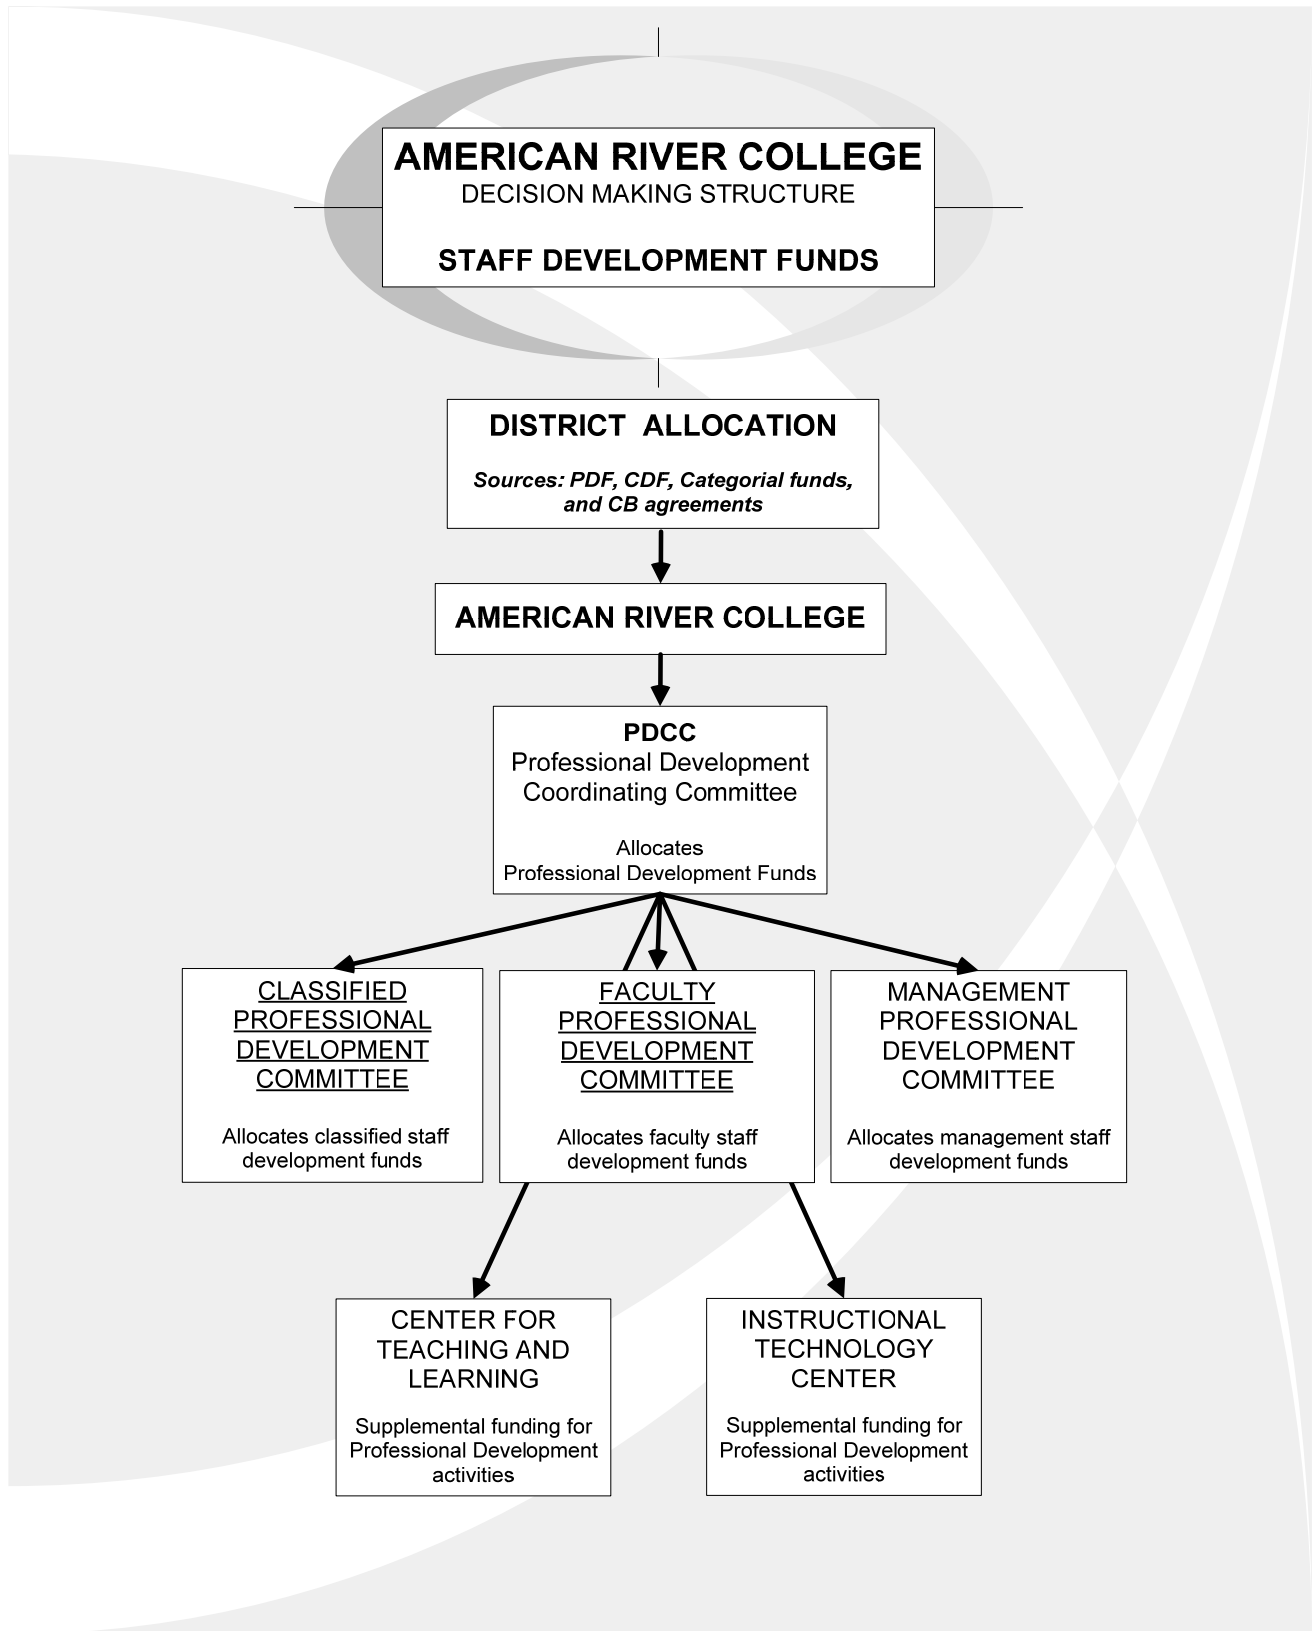 AMERICAN RIVER COLLEGE
DECISION MAKING STRUCTURE
STAFF DEVELOPMENT FUNDS
DISTRICT ALLOCATION
Sources: PDF, CDF, Categorial funds,
and CB agreements
AMERICAN RIVER COLLEGE
PDCC
Professional Development
Coordinating Committee
Allocates
Professional Development Funds
CLASSIFIED
PROFESSIONAL
DEVELOPMENT
COMMITTEE
Allocates classified staff
development funds
FACULTY
PROFESSIONAL
DEVELOPMENT
COMMITTEE
Allocates faculty staff
development funds
MANAGEMENT
PROFESSIONAL
DEVELOPMENT
COMMITTEE
Allocates management staff
development funds
CENTER FOR
TEACHING AND
LEARNING
Supplemental funding for
Professional Development
activities
INSTRUCTIONAL
TECHNOLOGY
CENTER
Supplemental funding for
Professional Development
activities